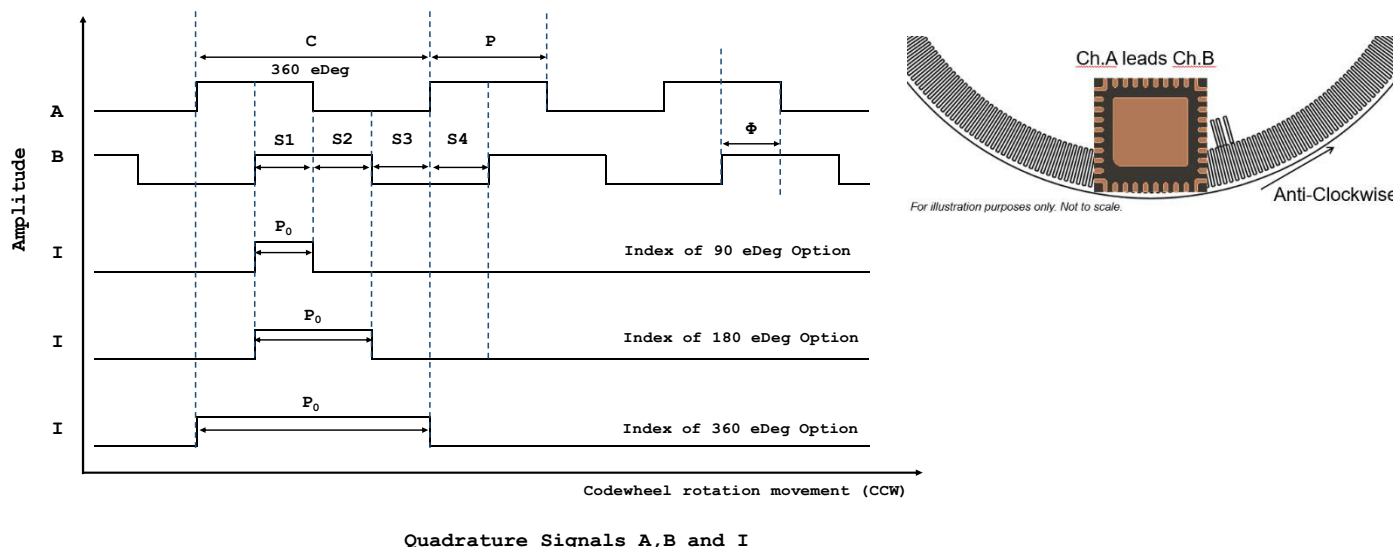 C
P
360 eDeg
A
S1
S2
S3
S4
Φ
B
Amplitude
P0
I
Index of 90 eDeg Option
P0
I
Index of 180 eDeg Option
P0
I
Index of 360 eDeg Option
Codewheel rotation movement (CCW)
Quadrature Signals A,B and I
Ch.A leads Ch.B
Anti-Clockwise
For illustration purposes only. Not to scale.